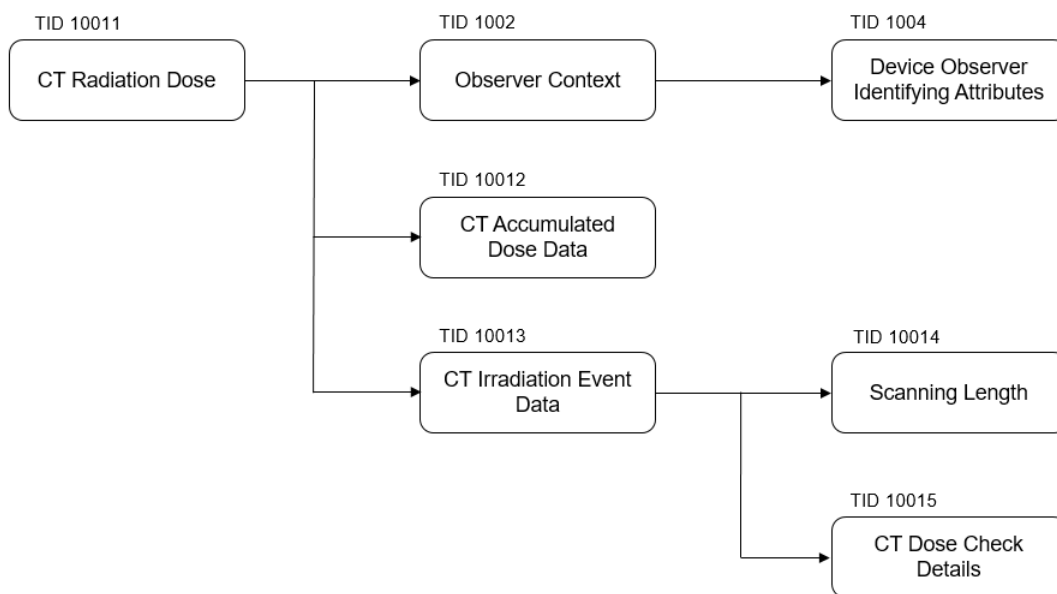 TID 10011
CT Radiation Dose
TID 1002
Observer Context
TID 1004
Device Observer
Identifying Attributes
TID 10012
CT Accumulated
Dose Data
TID 10013
CT Irradiation Event
Data
TID 10014
Scanning Length
TID 10015
CT Dose Check
Details